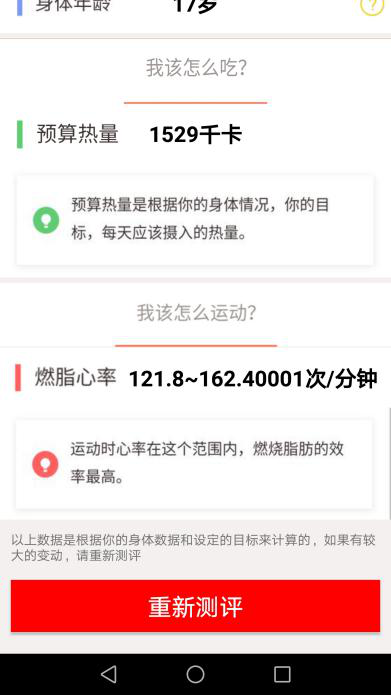 身体年龄 17岁 ?
我该怎么吃?
预算热量 1529千卡
预算热量是根据你的身体情况，你的目
标，每天应该摄入的热量。
我该怎么运动?
燃脂心率 121.8~162.40001次/分钟
运动时心率在这个范围内，燃烧脂肪的效
率最高。
以上数据是根据你的身体数据和设定的目标来计算的，如果有较
大的变动，请重新测评
重新测评